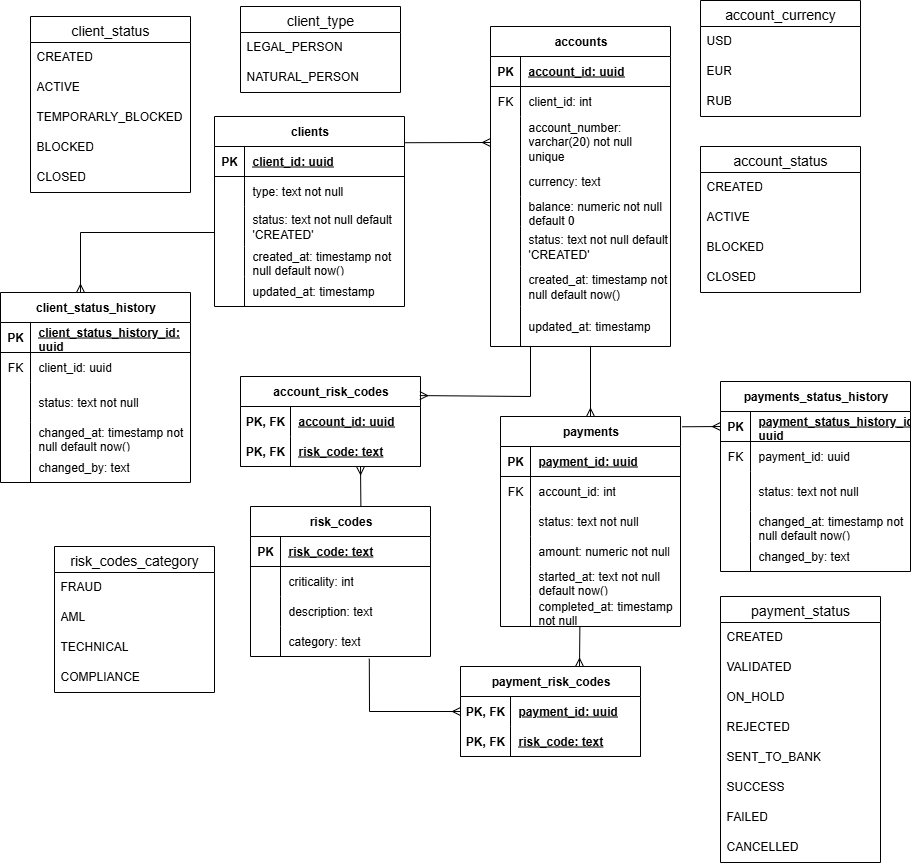 client_status
CREATED
ACTIVE
TEMPORARLY_BLOCKED
BLOCKED
CLOSED
client_type
LEGAL_PERSON
NATURAL_PERSON
accounts
PK account_id: uuid
FK client_id: int
account_number:
varchar(20) not null
unique
currency: text
balance: numeric not null
default 0
status: text not null default
'CREATED'
created_at: timestamp not
null default now()
updated_at: timestamp
account_currency
USD
EUR
RUB
account_status
CREATED
ACTIVE
BLOCKED
CLOSED
clients
PK client_id: uuid
type: text not null
status: text not null default
'CREATED'
created_at: timestamp not
null default now()
updated_at: timestamp
client_status_history
PK client_status_history_id:
uuid
FK client_id: uuid
status: text not null
changed_at: timestamp not
null default now()
changed_by: text
account_risk_codes
PK, FK account_id: uuid
PK, FK risk_code: text
payments
PK payment_id: uuid
FK account_id: int
status: text not null
amount: numeric not null
started_at: text not null
default now()
completed_at: timestamp
not null
payments_status_history
PK payment_status_history_id
uuid
FK payment_id: uuid
status: text not null
changed_at: timestamp not
null default now()
changed_by: text
risk_codes
PK risk_code: text
criticality: int
description: text
category: text
risk_codes_category
FRAUD
AML
TECHNICAL
COMPLIANCE
payment_risk_codes
PK, FK payment_id: uuid
PK, FK risk_code: text
payment_status
CREATED
VALIDATED
ON_HOLD
REJECTED
SENT_TO_BANK
SUCCESS
FAILED
CANCELLED